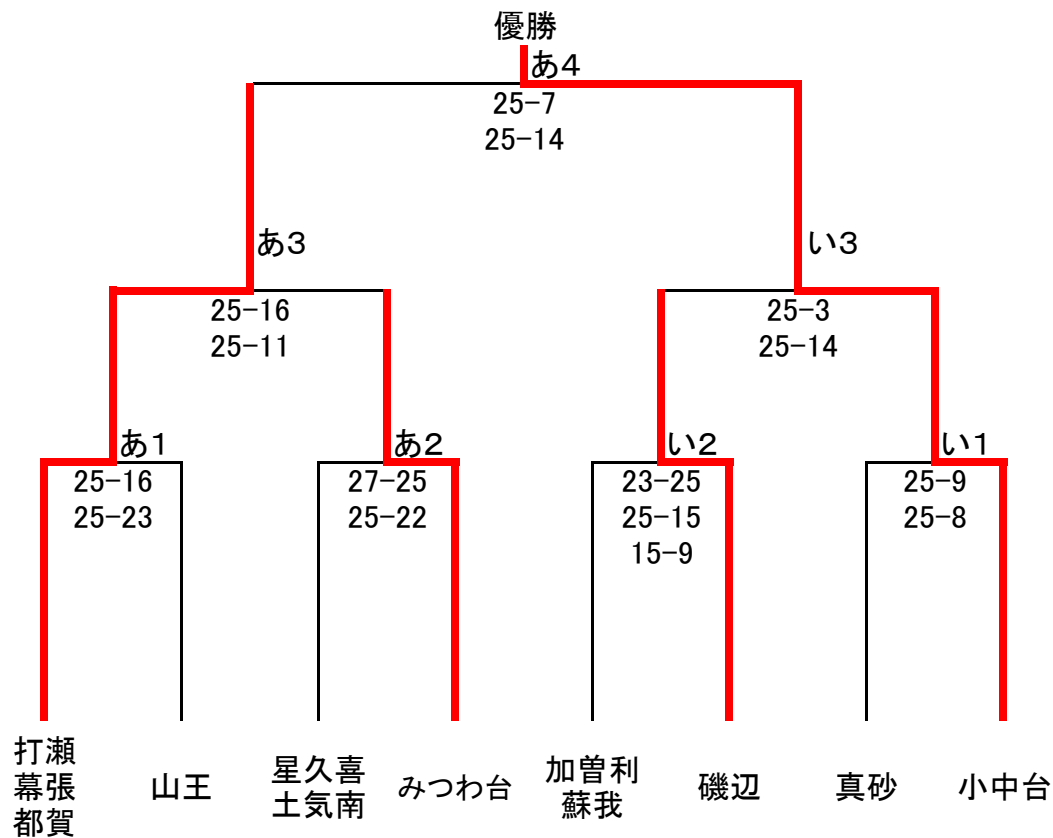 優勝
あ4
25-7
25-14
あ3
い3
25-16
25-11
25-3
25-14
あ1
あ2
い2
い1
25-16
25-23
27-25
25-22
23-25
25-15
15-9
25-9
25-8
打瀬
幕張
都賀
山王
星久喜
土気南
みつわ台
加曽利
蘇我
磯辺
真砂
小中台